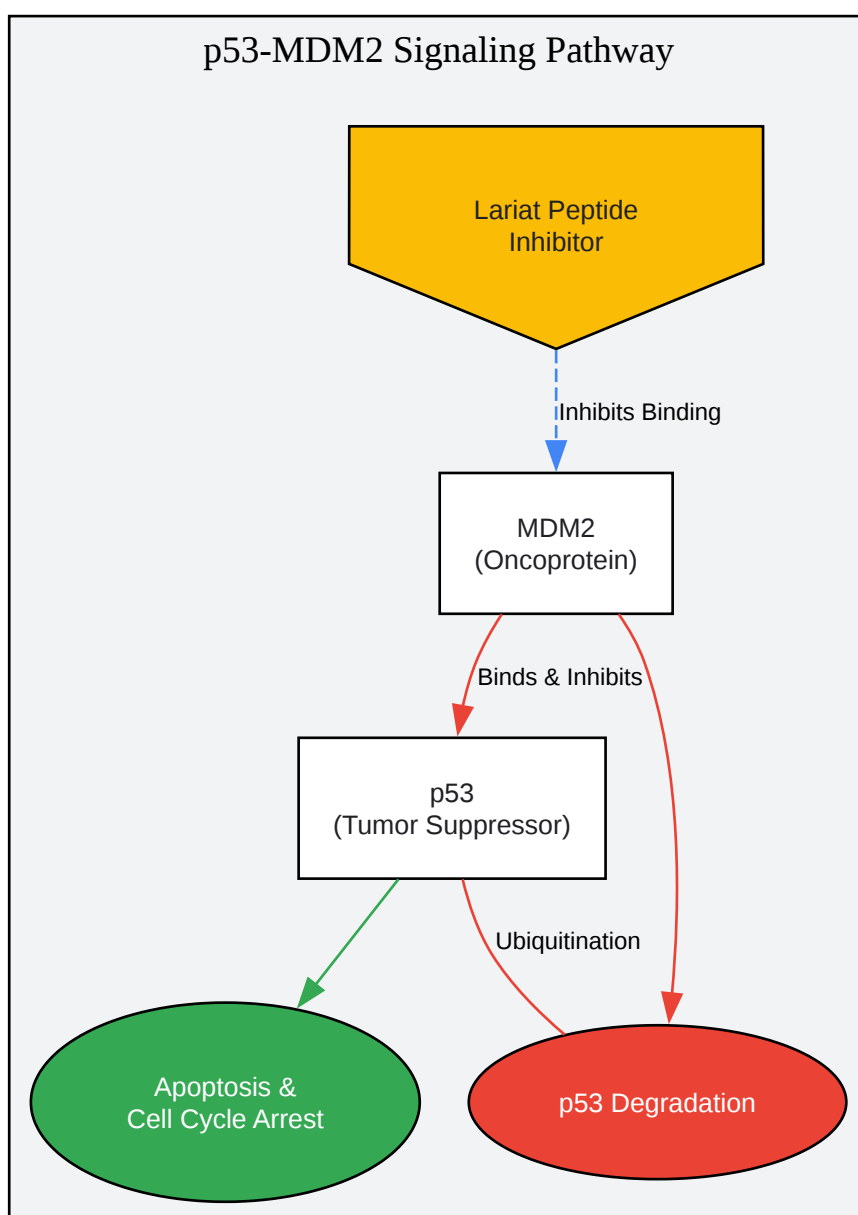 p53-MDM2 Signaling Pathway
Lariat Peptide
Inhibitor
Inhibits Binding
MDM2
(Oncoprotein)
Binds & Inhibits
p53
(Tumor Suppressor)
Ubiquitination
Apoptosis &
Cell Cycle Arrest
p53 Degradation